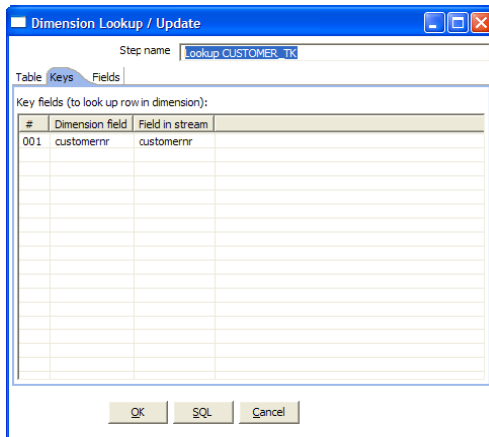 Dimension Lookup / Update
Step name Lookup CUSTOMER_TK
Table Keys Fields
Key fields (to look up row in dimension):
# Dimension field Field in stream
001 customernr customernr
OK SQL Cancel